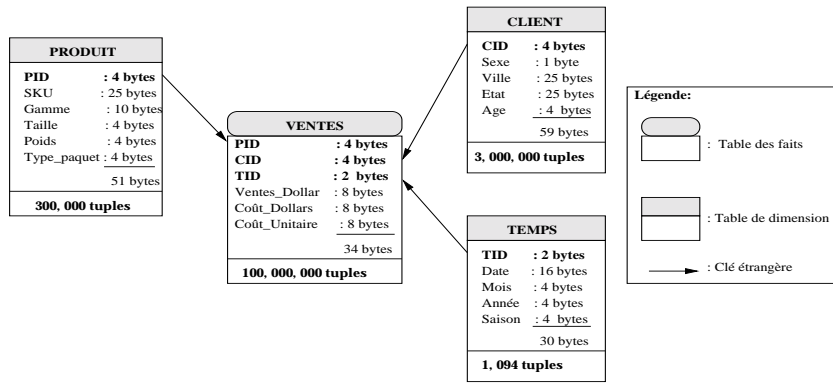 PRODUIT
PID : 4 bytes
SKU : 25 bytes
Gamme : 10 bytes
Taille : 4 bytes
Poids : 4 bytes
Type_paquet : 4 bytes
51 bytes
300, 000 tuples
VENTES
PID : 4 bytes
CID : 4 bytes
TID : 2 bytes
Ventes_Dollar : 8 bytes
Coût_Dollars : 8 bytes
Coût_Unitaire : 8 bytes
34 bytes
100, 000, 000 tuples
CLIENT
CID : 4 bytes
Sexe : 1 byte
Ville : 25 bytes
Etat : 25 bytes
Age : 4 bytes
59 bytes
3, 000, 000 tuples
TEMPS
TID : 2 bytes
Date : 16 bytes
Mois : 4 bytes
Année : 4 bytes
Saison : 4 bytes
30 bytes
1, 094 tuples
Légende:
: Table des faits
: Table de dimension
: Clé étrangère